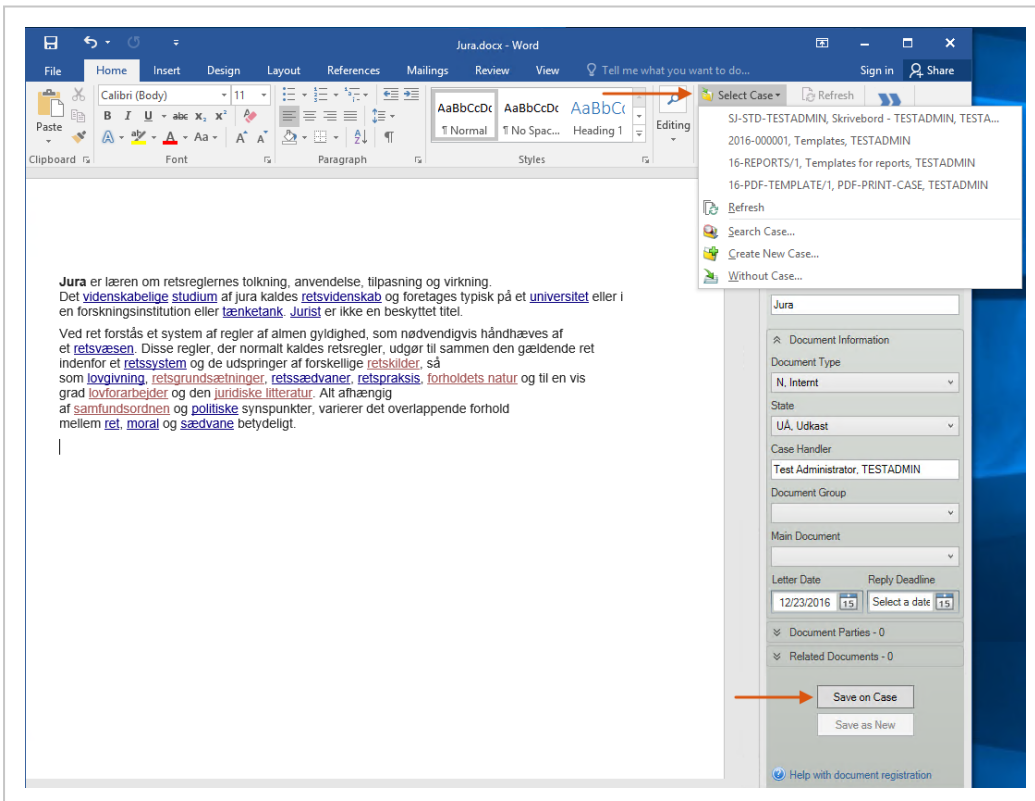 Jura.docx - Word
File Home Insert Design Layout References Mailings Review View Tell me what you want to do... Sign in Share
Paste
Clipboard
Calibri (Body) 11
B I U abc X₂ X² 
A aby A Aa A A
Font
Paragraph
AaBbCcDc AaBbCcDc AaBbCc
¶ Normal ¶ No Spac... Heading 1
Styles
Editing
Select Case Refresh
SJ-STD-TESTADMIN, Skrivebord - TESTADMIN, TESTA...
2016-000001, Templates, TESTADMIN
16-REPORTS/1, Templates for reports, TESTADMIN
16-PDF-TEMPLATE/1, PDF-PRINT-CASE, TESTADMIN
Refresh
Search Case...
Create New Case...
Without Case...
Jura er læren om retsreglernes tolkning, anvendelse, tilpasning og virkning.
Det videnskabelige studium af jura kaldes retsvidenskab og foretages typisk på et universitet eller i
en forskningsinstitution eller tænketank. Jurist er ikke en beskyttet titel.
Ved ret forstås et system af regler af almen gyldighed, som nødvendigvis håndhæves af
et retsvæsen. Disse regler, der normalt kaldes retsregler, udgør til sammen den gældende ret
indenfor et retssystem og de udspringer af forskellige retskilder, så
som lovgivning, retsgrundsætninger, retssædvaner, retspraksis, forholdets natur og til en vis
grad lovforarbejder og den juridiske litteratur. Alt afhængig
af samfundsordnen og politiske synspunkter, varierer det overlappende forhold
mellem ret, moral og sædvane betydeligt.
Jura
Document Information
Document Type
N, Internt
State
UÅ, Udkast
Case Handler
Test Administrator, TESTADMIN
Document Group
Main Document
Letter Date Reply Deadline
12/23/2016 15 Select a date 15
Document Parties - 0
Related Documents - 0
Save on Case
Save as New
Help with document registration